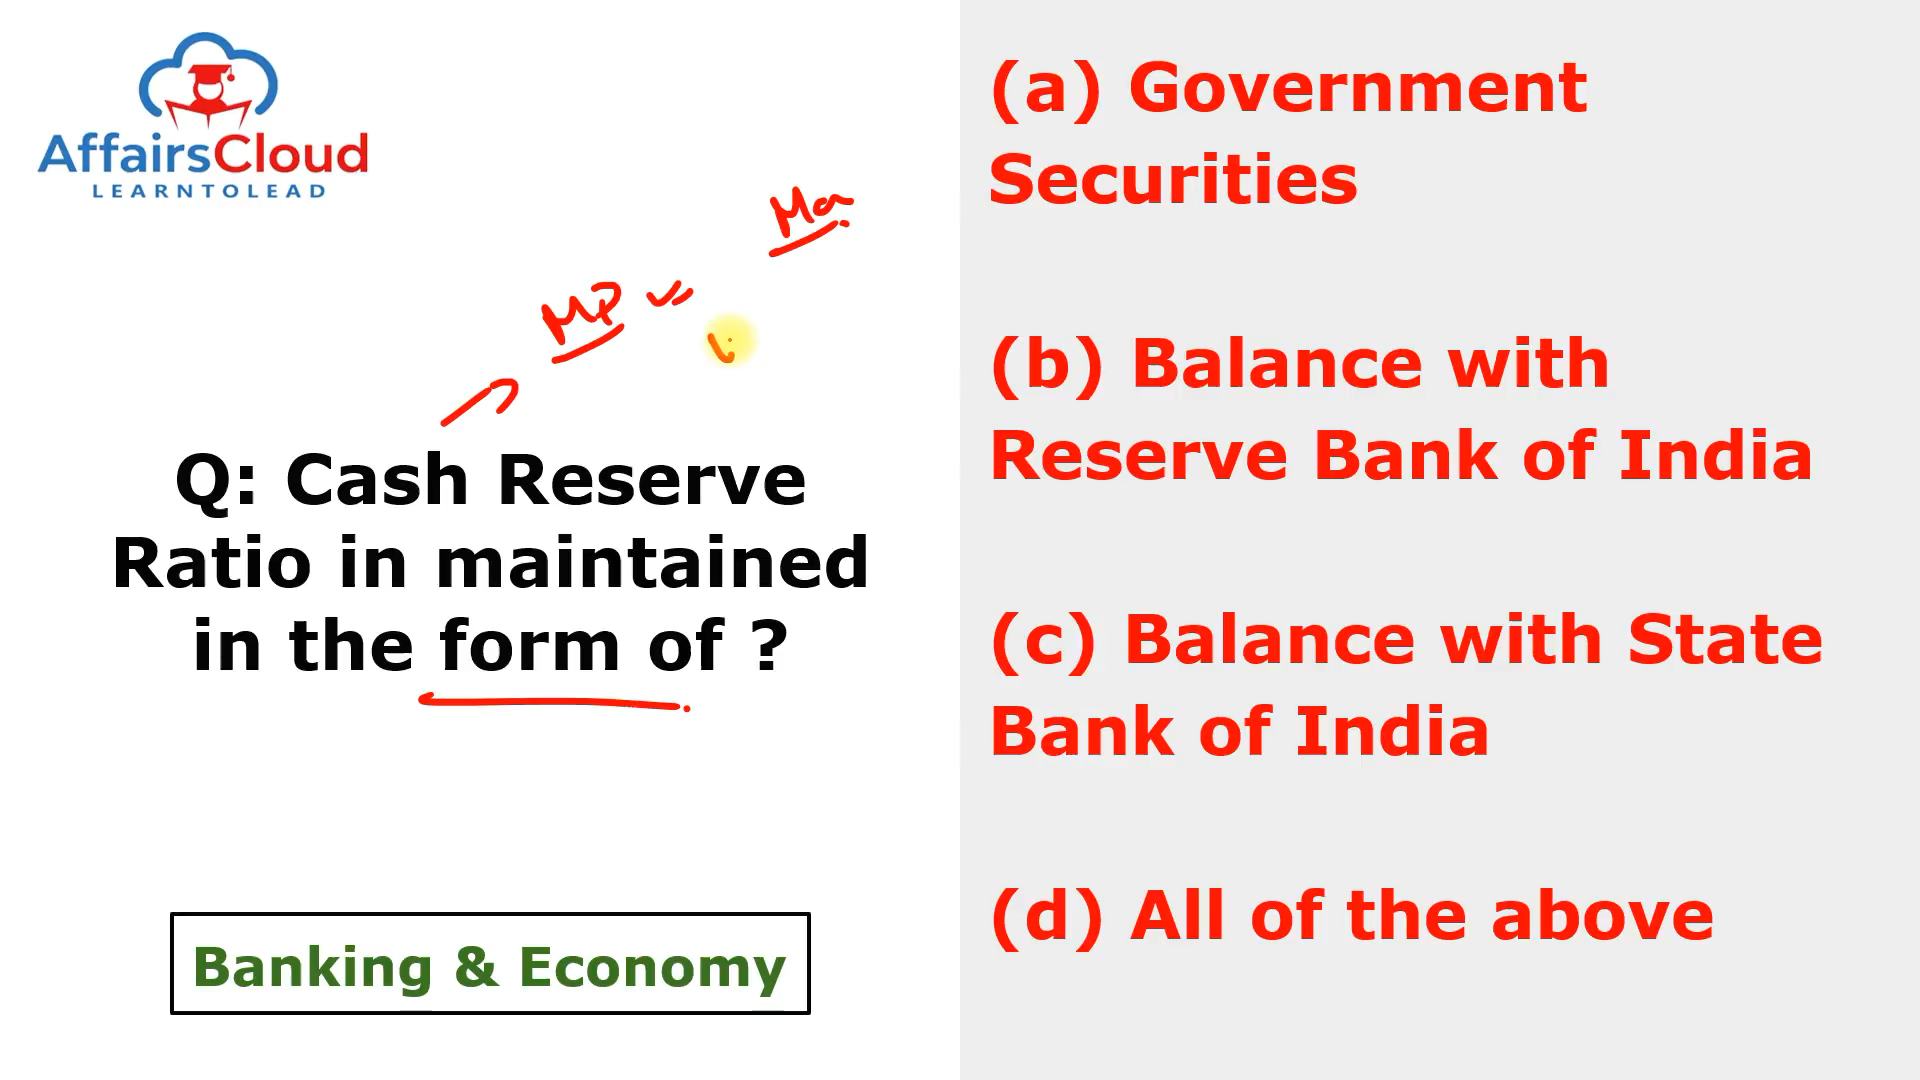 AffairsCloud
LEARNTOLEAD
Ma
MP
Q: Cash Reserve
Ratio in maintained
in the form of ?
Banking & Economy
(a) Government
Securities
(b) Balance with
Reserve Bank of India
(c) Balance with State
Bank of India
(d) All of the above